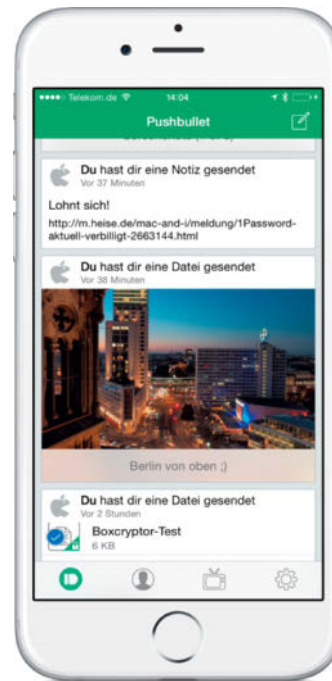 Telekom.de 14:04
Pushbullet
Du hast dir eine Notiz gesendet
Vor 37 Minuten
Lohnt sich!
http://m.heise.de/mac-and-i/meldung/1Password-
aktuell-verbilligt-2663144.html
Du hast dir eine Datei gesendet
Vor 38 Minuten
Berlin von oben ;)
Du hast dir eine Datei gesendet
Vor 2 Stunden
Boxcryptor-Test
6 KB